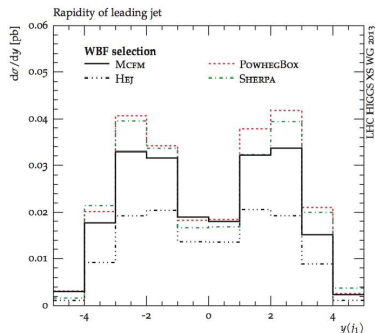 Rapidity of leading jet
dσ/dy [pb]
LHC HIGGS XS WG 2013
0.06
WBF selection
MCFM
POWHEGBOX
HEJ
SHERPA
0.05
0.04
0.03
0.02
0.01
0
-4 -2 0 2 4
y(j1)